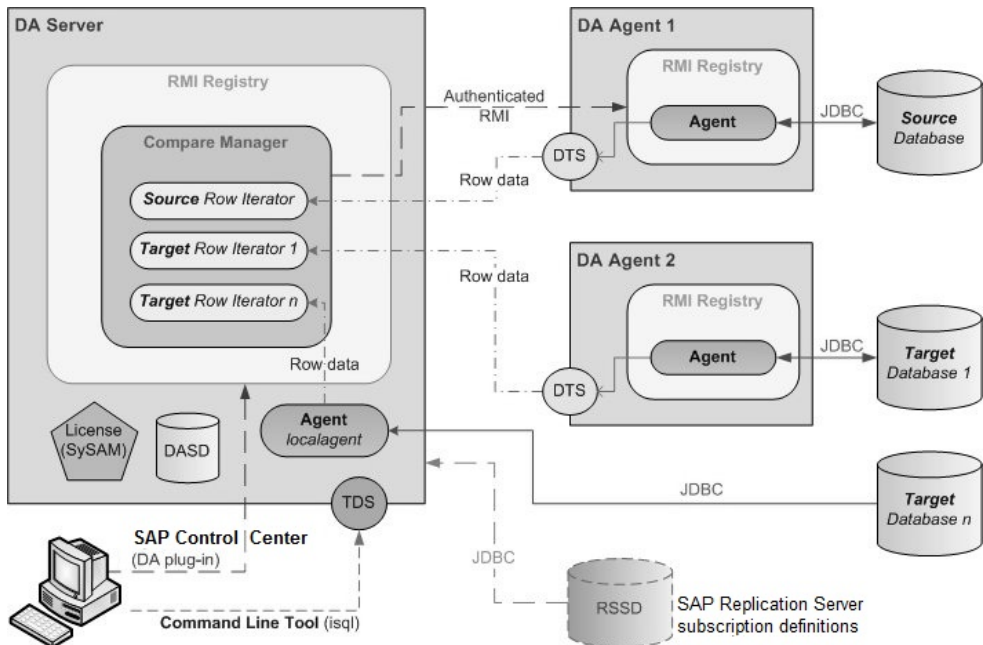 DA Server
RMI Registry
Compare Manager
Source Row Iterator
Target Row Iterator 1
Target Row Iterator n
Row data
Agent
localagent
License
(SySAM)
DASD
TDS
Authenticated
RMI
Row data
Row data
DA Agent 1
RMI Registry
Agent
DTS
JDBC
Source
Database
DA Agent 2
RMI Registry
Agent
DTS
JDBC
Target
Database 1
JDBC
Target
Database n
SAP Control Center
(DA plug-in)
Command Line Tool (isql)
JDBC
RSSD
SAP Replication Server
subscription definitions